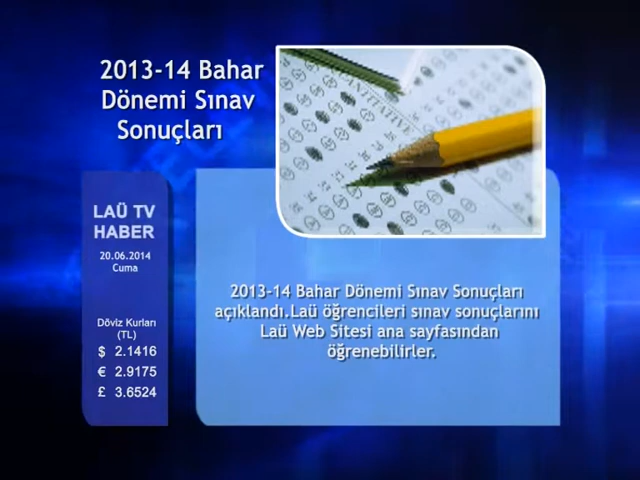 2013-14 Bahar
Dönemi Sınav
Sonuçları
QUANTITATIVE
LAÜ TV
HABER
20.06.2014
Cuma
Döviz Kurları
(TL)
$ 2.1416
€ 2.9175
£ 3.6524
2013-14 Bahar Dönemi Sınav Sonuçları
açıklandı.Laü öğrencileri sınav sonuçlarını
Laü Web Sitesi ana sayfasından
öğrenebilirler.